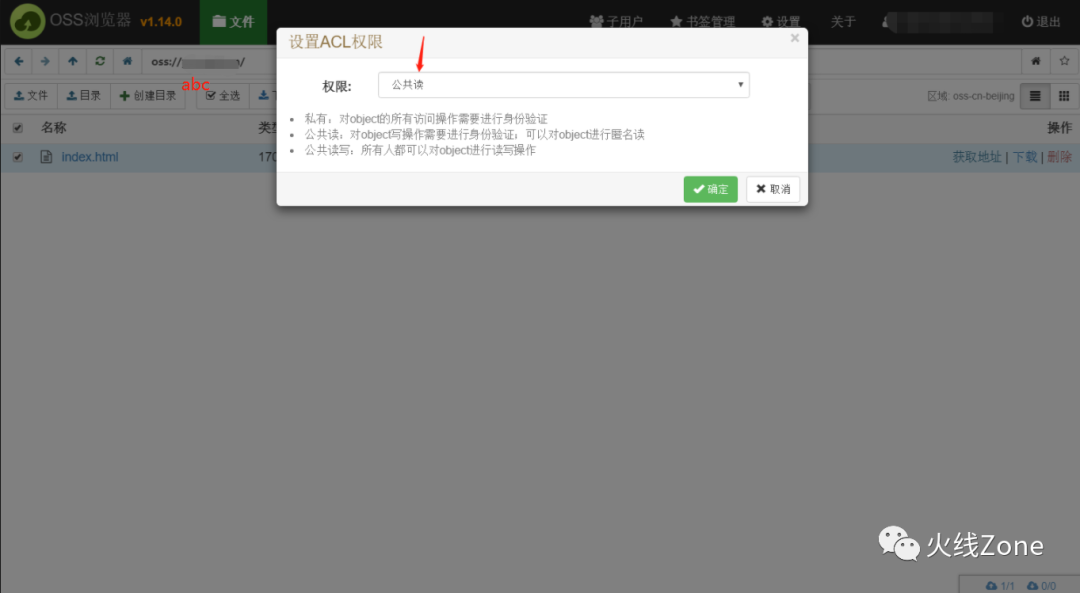 OSS浏览器 v1.14.0 文件 子用户 书签管理 设置 关于 退出
设置ACL权限
oss:// /
abc
权限: 公共读
文件 目录 创建目录 全选 区域: oss-cn-beijing
名称 操作
index.html 170 获取地址 | 下载 | 删除
私有：对object的所有访问操作需要进行身份验证
公共读：对object写操作需要进行身份验证；可以对object进行匿名读
公共读写：所有人都可以对object进行读写操作
确定 取消
火线Zone
1/1 0/0